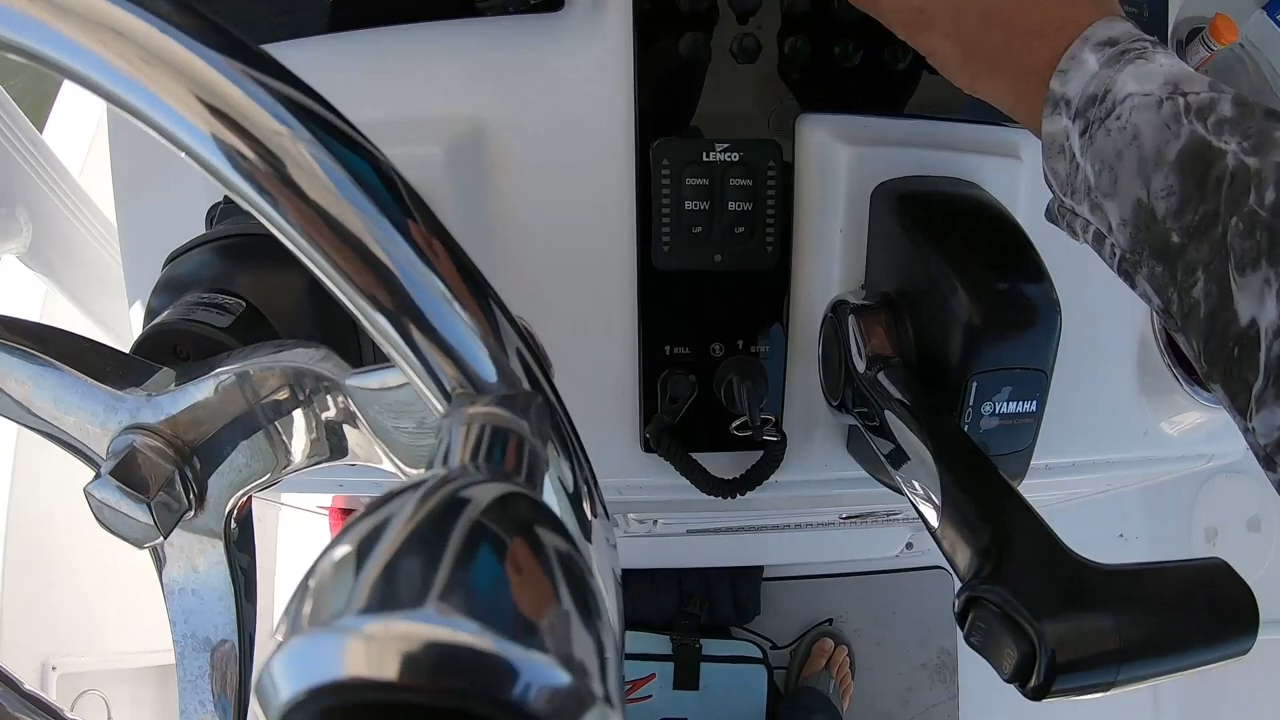 LENCO
DOWN DOWN
BOW BOW
UP UP
KILL STRT
YAMAHA